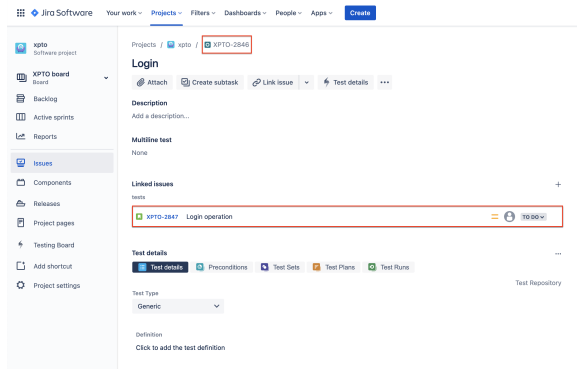 Jira Software Your work Projects Filters Dashboards People Apps Create
xpto
Software project
XPTO board
Board
Backlog
Active sprints
Reports
Issues
Components
Releases
Project pages
Testing Board
Add shortcut
Project settings
Projects / xpto / XPTO-2846
Login
Attach Create subtask Link issue Test details
Description
Add a description...
Multiline test
None
Linked issues
tests
XPTO-2847 Login operation TO DO
Test details
Test details Preconditions Test Sets Test Plans Test Runs
Test Repository
Test Type
Generic
Definition
Click to add the test definition